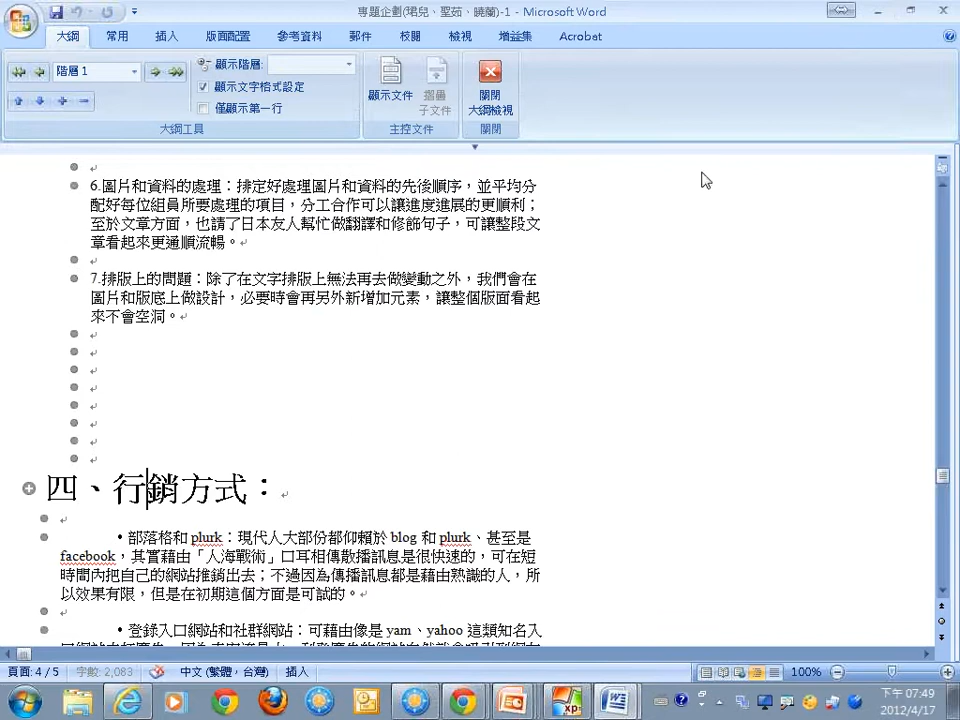 專題企劃(珺兒、聖茹、曉蘭)-1 - Microsoft Word
大綱 常用 插入 版面配置 參考資料 郵件 校閱 檢視 增益集 Acrobat
階層 1
顯示階層:
顯示文字格式設定
僅顯示第一行
大綱工具
顯示文件
摺疊子文件
主控文件
關閉大綱檢視
關閉
6.圖片和資料的處理：排定好處理圖片和資料的先後順序，並平均分
配好每位組員所要處理的項目，分工合作可以讓進度進展的更順利；
至於文章方面，也請了日本友人幫忙做翻譯和修飾句子，可讓整段文
章看起來更通順流暢。
7.排版上的問題：除了在文字排版上無法再去做變動之外，我們會在
圖片和版底上做設計，必要時會再另外新增加元素，讓整個版面看起
來不會空洞。
四、行銷方式：
•部落格和 plurk：現代人大部份都仰賴於 blog 和 plurk、甚至是
facebook，其實藉由「人海戰術」口耳相傳散播訊息是很快速的，可在短
時間內把自己的網站推銷出去；不過因為傳播訊息都是藉由熟識的人，所
以效果有限，但是在初期這個方面是可試的。
•登錄入口網站和社群網站：可藉由像是 yam、yahoo 這類知名入
頁面: 4 / 5 字數: 2,083 中文 (繁體，台灣) 插入 100%
下午 07:49
2012/4/17